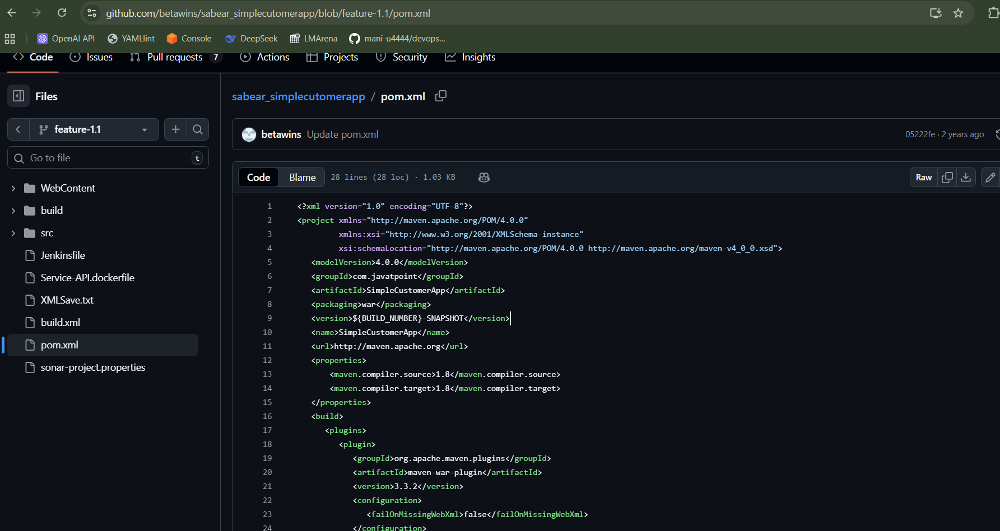 github.com/betawins/sabear_simplecutomerapp/blob/feature-1.1/pom.xml
OpenAI API YAMLlint Console DeepSeek LMArena mani-u4444/devops...
Code Issues Pull requests 7 Actions Projects Security Insights
Files
feature-1.1
Go to file t
WebContent
build
src
Jenkinsfile
Service-API.dockerfile
XMLSave.txt
build.xml
pom.xml
sonar-project.properties
sabear_simplecutomerapp / pom.xml
betawins Update pom.xml 05222fe · 2 years ago
Code Blame 28 lines (28 loc) · 1.03 KB Raw
1 <?xml version="1.0" encoding="UTF-8"?>
2 <project xmlns="http://maven.apache.org/POM/4.0.0"
3 xmlns:xsi="http://www.w3.org/2001/XMLSchema-instance"
4 xsi:schemaLocation="http://maven.apache.org/POM/4.0.0 http://maven.apache.org/maven-v4_0_0.xsd">
5 <modelVersion>4.0.0</modelVersion>
6 <groupId>com.javatpoint</groupId>
7 <artifactId>SimpleCustomerApp</artifactId>
8 <packaging>war</packaging>
9 <version>${BUILD_NUMBER}-SNAPSHOT</version>
10 <name>SimpleCustomerApp</name>
11 <url>http://maven.apache.org</url>
12 <properties>
13 <maven.compiler.source>1.8</maven.compiler.source>
14 <maven.compiler.target>1.8</maven.compiler.target>
15 </properties>
16 <build>
17 <plugins>
18 <plugin>
19 <groupId>org.apache.maven.plugins</groupId>
20 <artifactId>maven-war-plugin</artifactId>
21 <version>3.3.2</version>
22 <configuration>
23 <failOnMissingWebXml>false</failOnMissingWebXml>
24 </configuration>